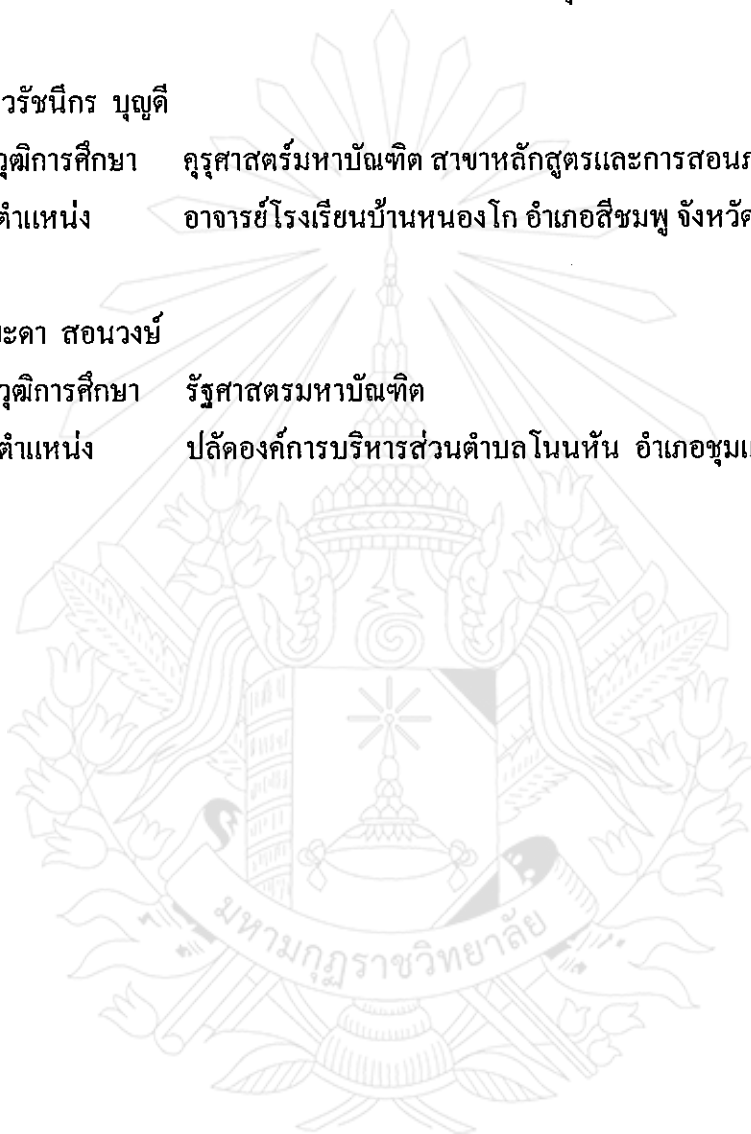 วรัชนีกร บุญดี
วุฒิการศึกษา คุรุศาสตร์มหาบัณฑิต สาขาหลักสูตรและการสอน
ตำแหน่ง อาจารย์โรงเรียนบ้านหนองโก อำเภอสีชมพู จังหวัด
ยะดา สอนวงษ์
วุฒิการศึกษา รัฐศาสตรมหาบัณฑิต
ตำแหน่ง ปลัดองค์การบริหารส่วนตำบลโนนหัน อำเภอชุม
มหามกุฏราชวิทยาลัย